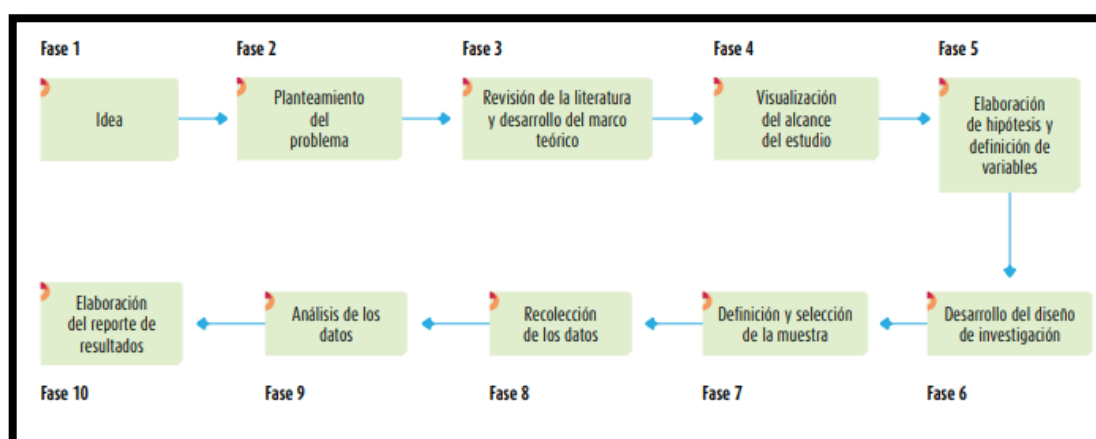 Fase 1
Fase 2
Fase 3
Fase 4
Fase 5
Idea
Planteamiento
del
problema
Revisión de la literatura
y desarrollo del marco
teórico
Visualización
del alcance
del estudio
Elaboración
de hipótesis y
definición de
variables
Desarrollo del diseño
de investigación
Definición y selección
de la muestra
Recolección
de los datos
Análisis de los
datos
Elaboración
del reporte de
resultados
Fase 10
Fase 9
Fase 8
Fase 7
Fase 6